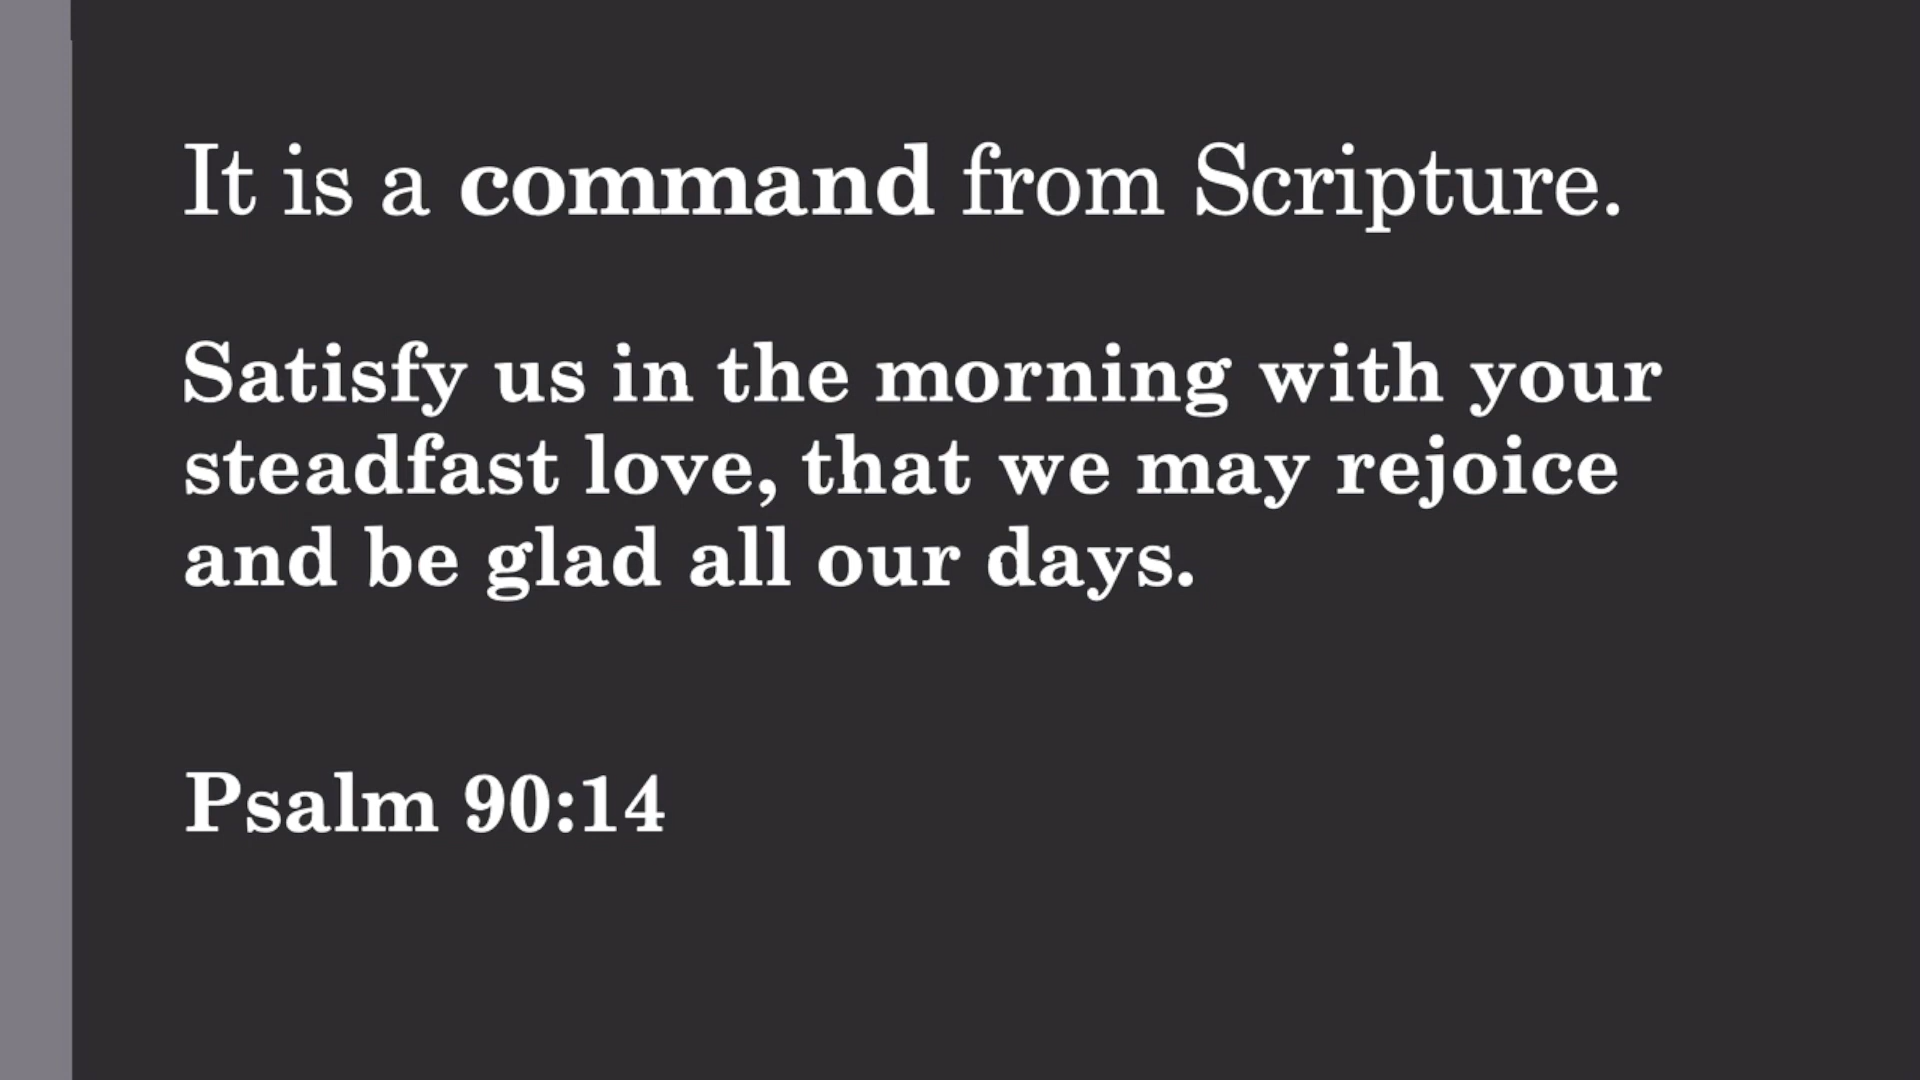 It is a command from Scripture.
Satisfy us in the morning with your
steadfast love, that we may rejoice
and be glad all our days.
Psalm 90:14